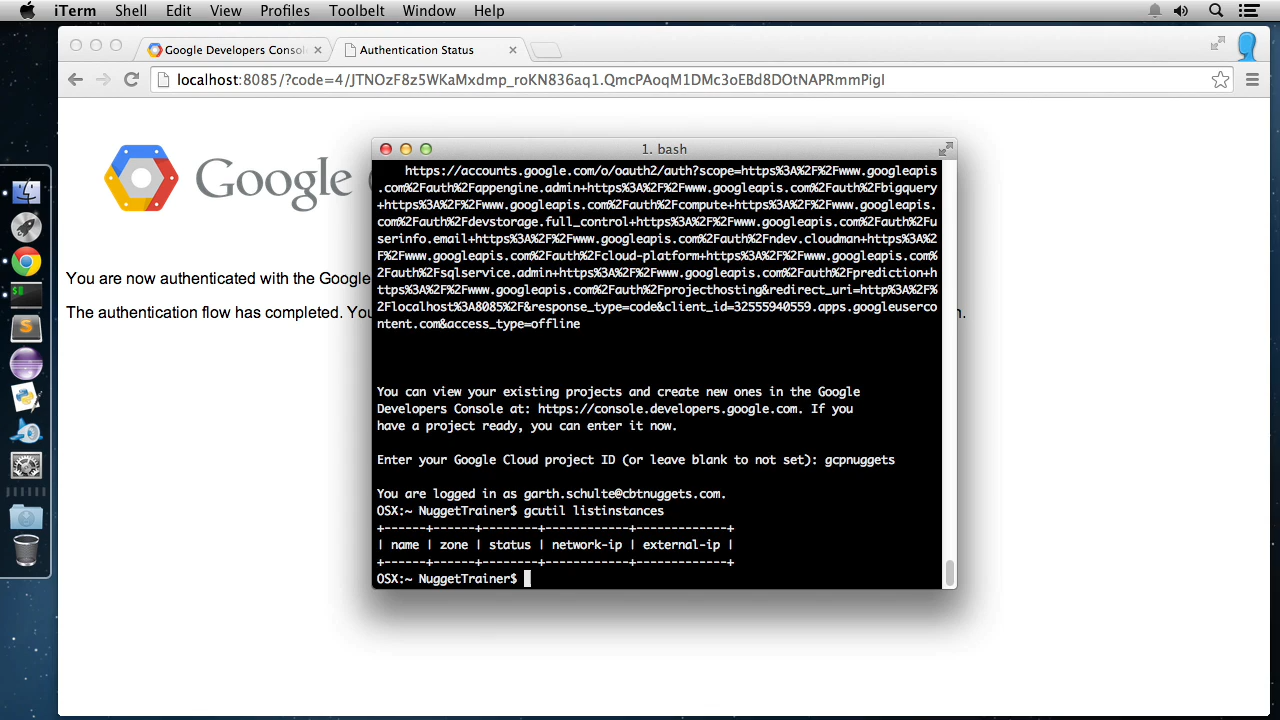 iTerm Shell Edit View Profiles Toolbelt Window Help
Google Developers Consol
Authentication Status
localhost:8085/?code=4/JTNOzF8z5WKaMxdmp_roKN836aq1.QmcPAoqM1DMc3oEBd8DOtNAPRmmPigI
Google
You are now authenticated with the Google
The authentication flow has completed. You
n.
1. bash
https://accounts.google.com/o/oauth2/auth?scope=https%3A%2F%2Fwww.googleapis
.com%2Fauth%2Fappengine.admin+https%3A%2F%2Fwww.googleapis.com%2Fauth%2Fbigquery
+https%3A%2F%2Fwww.googleapis.com%2Fauth%2Fcompute+https%3A%2F%2Fwww.googleapis.
com%2Fauth%2Fdevstorage.full_control+https%3A%2F%2Fwww.googleapis.com%2Fauth%2Fu
serinfo.email+https%3A%2F%2Fwww.googleapis.com%2Fauth%2Fndev.cloudman+https%3A%2
F%2Fwww.googleapis.com%2Fauth%2Fcloud-platform+https%3A%2F%2Fwww.googleapis.com%
2Fauth%2Fsqlservice.admin+https%3A%2F%2Fwww.googleapis.com%2Fauth%2Fprediction+h
ttps%3A%2F%2Fwww.googleapis.com%2Fauth%2Fprojecthosting&redirect_uri=http%3A%2F%
2Flocalhost%3A8085%2F&response_type=code&client_id=32555940559.apps.googleuserco
ntent.com&access_type=offline
You can view your existing projects and create new ones in the Google
Developers Console at: https://console.developers.google.com. If you
have a project ready, you can enter it now.
Enter your Google Cloud project ID (or leave blank to not set): gcpnuggets
You are logged in as garth.schulte@cbtnuggets.com.
OSX:~ NuggetTrainer$ gcutil listinstances
+------+------+--------+------------+-------------+
| name | zone | status | network-ip | external-ip |
+------+------+--------+------------+-------------+
OSX:~ NuggetTrainer$